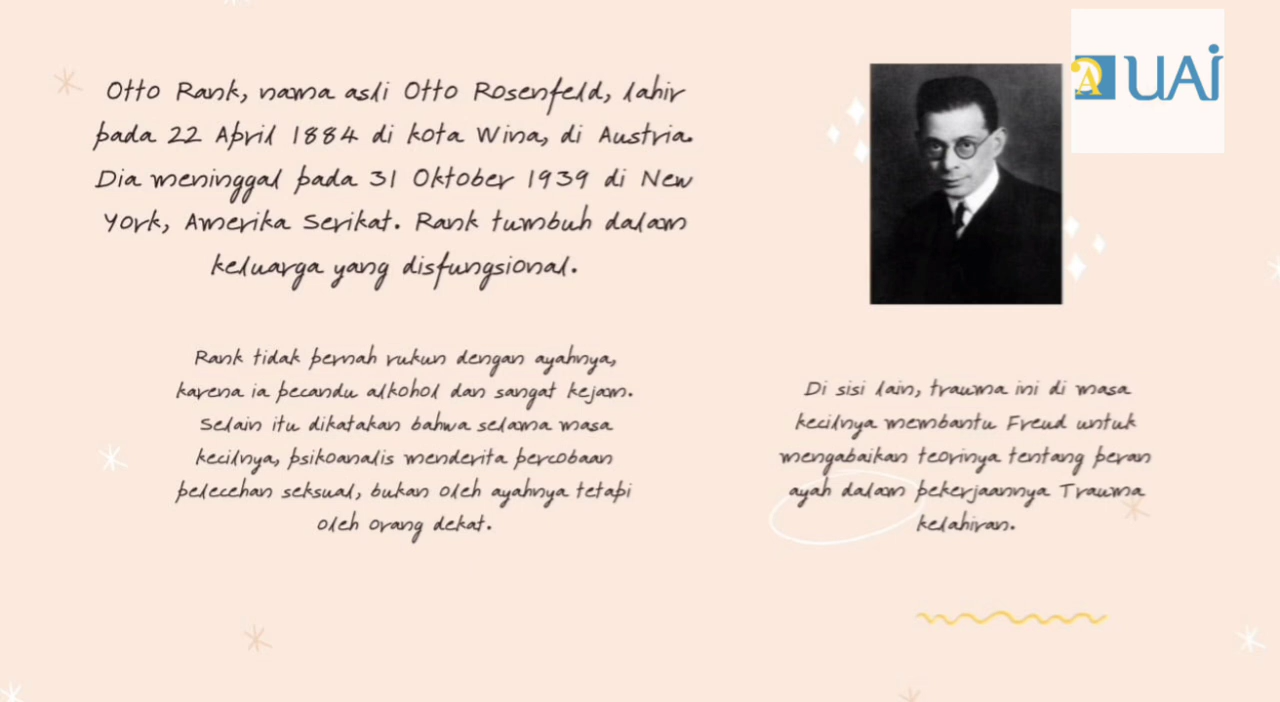 Otto Rank, nama asli Otto Rosenfeld, lahir
pada 22 April 1884 di kota Wina, di Austria.
Dia meninggal pada 31 Oktober 1939 di New
York, Amerika Serikat. Rank tumbuh dalam
keluarga yang disfungsional.
Rank tidak pernah rukun dengan ayahnya,
karena ia pecandu alkohol dan sangat kejam.
Selain itu dikatakan bahwa selama masa
kecilnya, psikoanalis menderita percobaan
pelecehan seksual, bukan oleh ayahnya tetapi
oleh orang dekat.
A UAI
Di sisi lain, trauma ini di masa
kecilnya membantu Freud untuk
mengabaikan teorinya tentang peran
ayah dalam pekerjaannya Trauma
kelahiran.